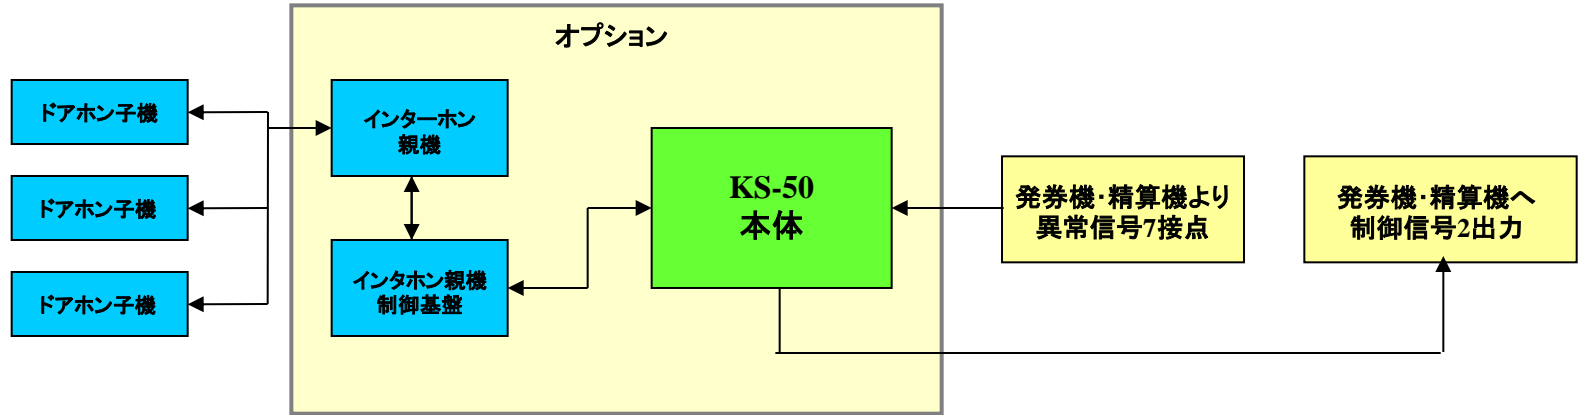 オプション
ドアホン子機
ドアホン子機
ドアホン子機
インターホン
親機
インタホン親機
制御基盤
KS-50
本体
発券機･精算機より
異常信号7接点
発券機･精算機へ
制御信号2出力